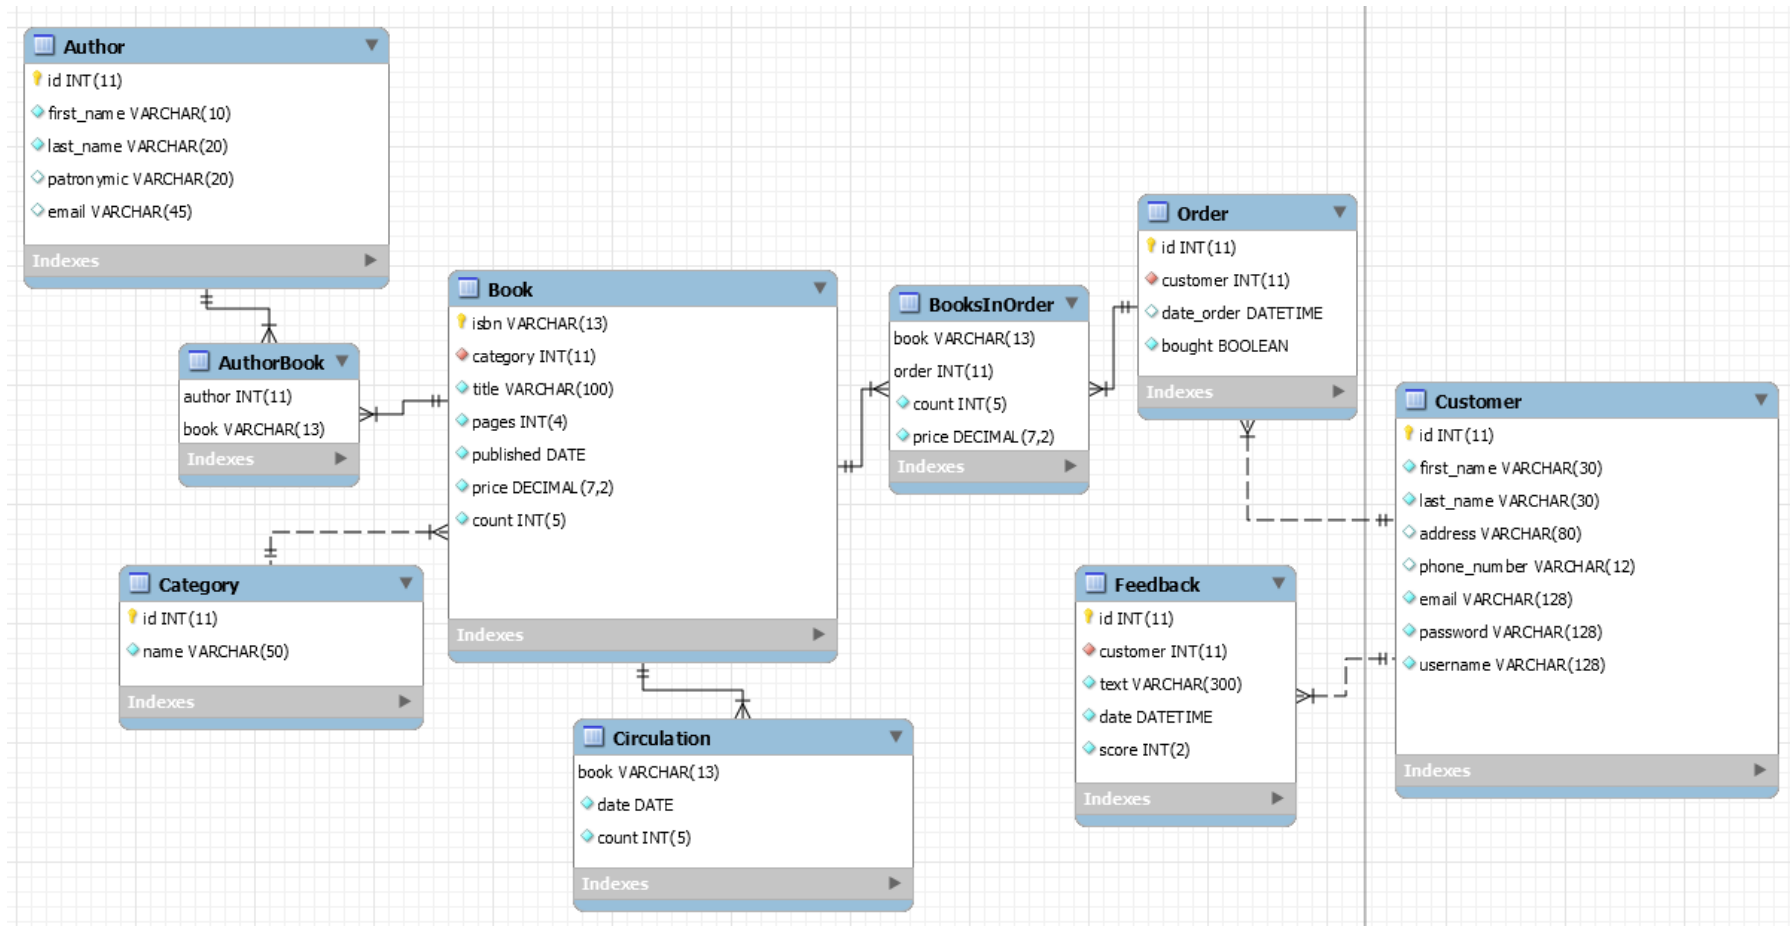 Author
id INT(11)
first_name VARCHAR(10)
last_name VARCHAR(20)
patronymic VARCHAR(20)
email VARCHAR(45)
Indexes
AuthorBook
author INT(11)
book VARCHAR(13)
Indexes
Category
id INT(11)
name VARCHAR(50)
Indexes
Book
isbn VARCHAR(13)
category INT(11)
title VARCHAR(100)
pages INT(4)
published DATE
price DECIMAL(7,2)
count INT(5)
Indexes
Circulation
book VARCHAR(13)
date DATE
count INT(5)
Indexes
BooksInOrder
book VARCHAR(13)
order INT(11)
count INT(5)
price DECIMAL(7,2)
Indexes
Order
id INT(11)
customer INT(11)
date_order DATETIME
bought BOOLEAN
Indexes
Feedback
id INT(11)
customer INT(11)
text VARCHAR(300)
date DATETIME
score INT(2)
Indexes
Customer
id INT(11)
first_name VARCHAR(30)
last_name VARCHAR(30)
address VARCHAR(80)
phone_number VARCHAR(12)
email VARCHAR(128)
password VARCHAR(128)
username VARCHAR(128)
Indexes